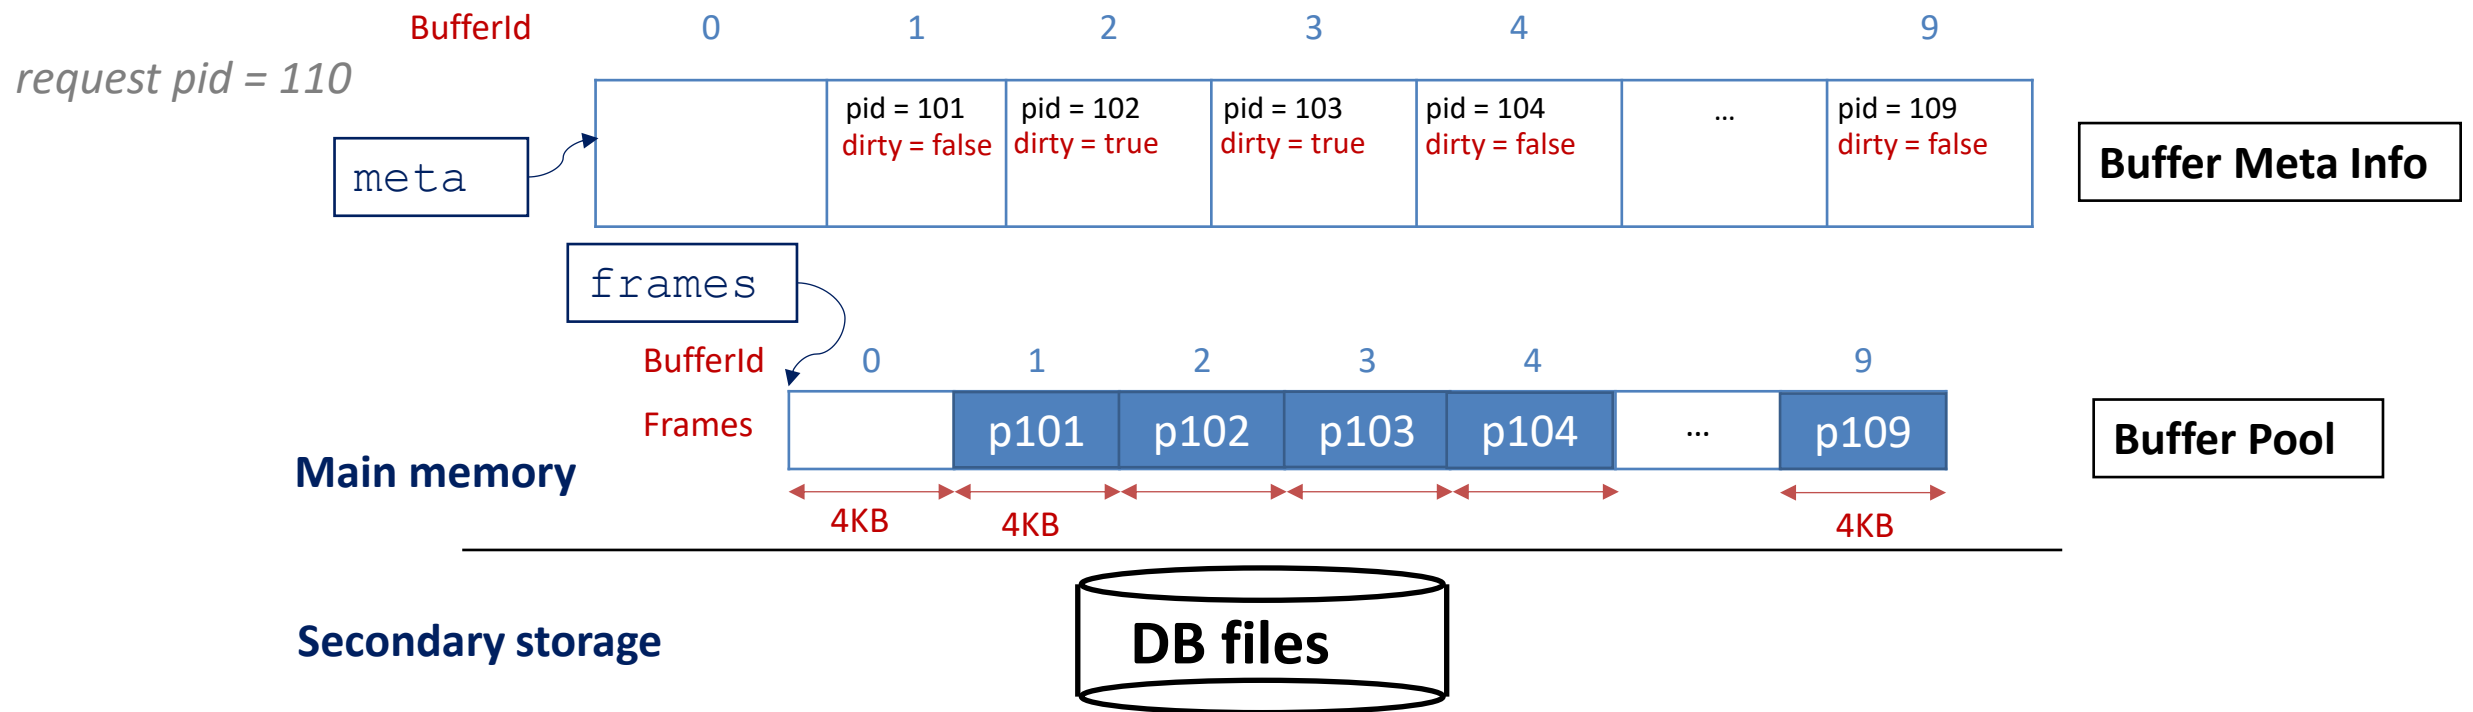 BufferId 0 1 2 3 4 9
request pid = 110
pid = 101 pid = 102 pid = 103 pid = 104 ... pid = 109
dirty = false dirty = true dirty = true dirty = false dirty = false
meta
Buffer Meta Info
frames
BufferId 0 1 2 3 4 9
Frames p101 p102 p103 p104 ... p109
Buffer Pool
Main memory
4KB 4KB 4KB
DB files
Secondary storage